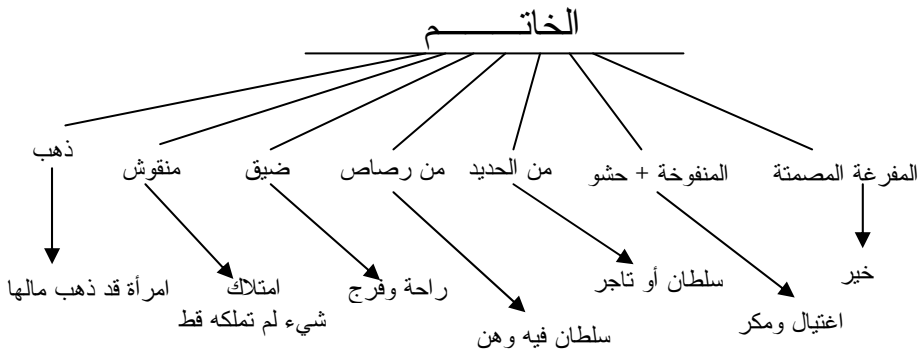 الخاتـــــــم
المفرغة المصمتة
المنفوخة + حشو
من الحديد
من رصاص
ضيق
منقوش
ذهب
خير
اغتيال ومكر
سلطان أو تاجر
سلطان فيه وهن
راحة وفرج
امتلاك
شيء لم تملكه قط
امرأة قد ذهب مالها